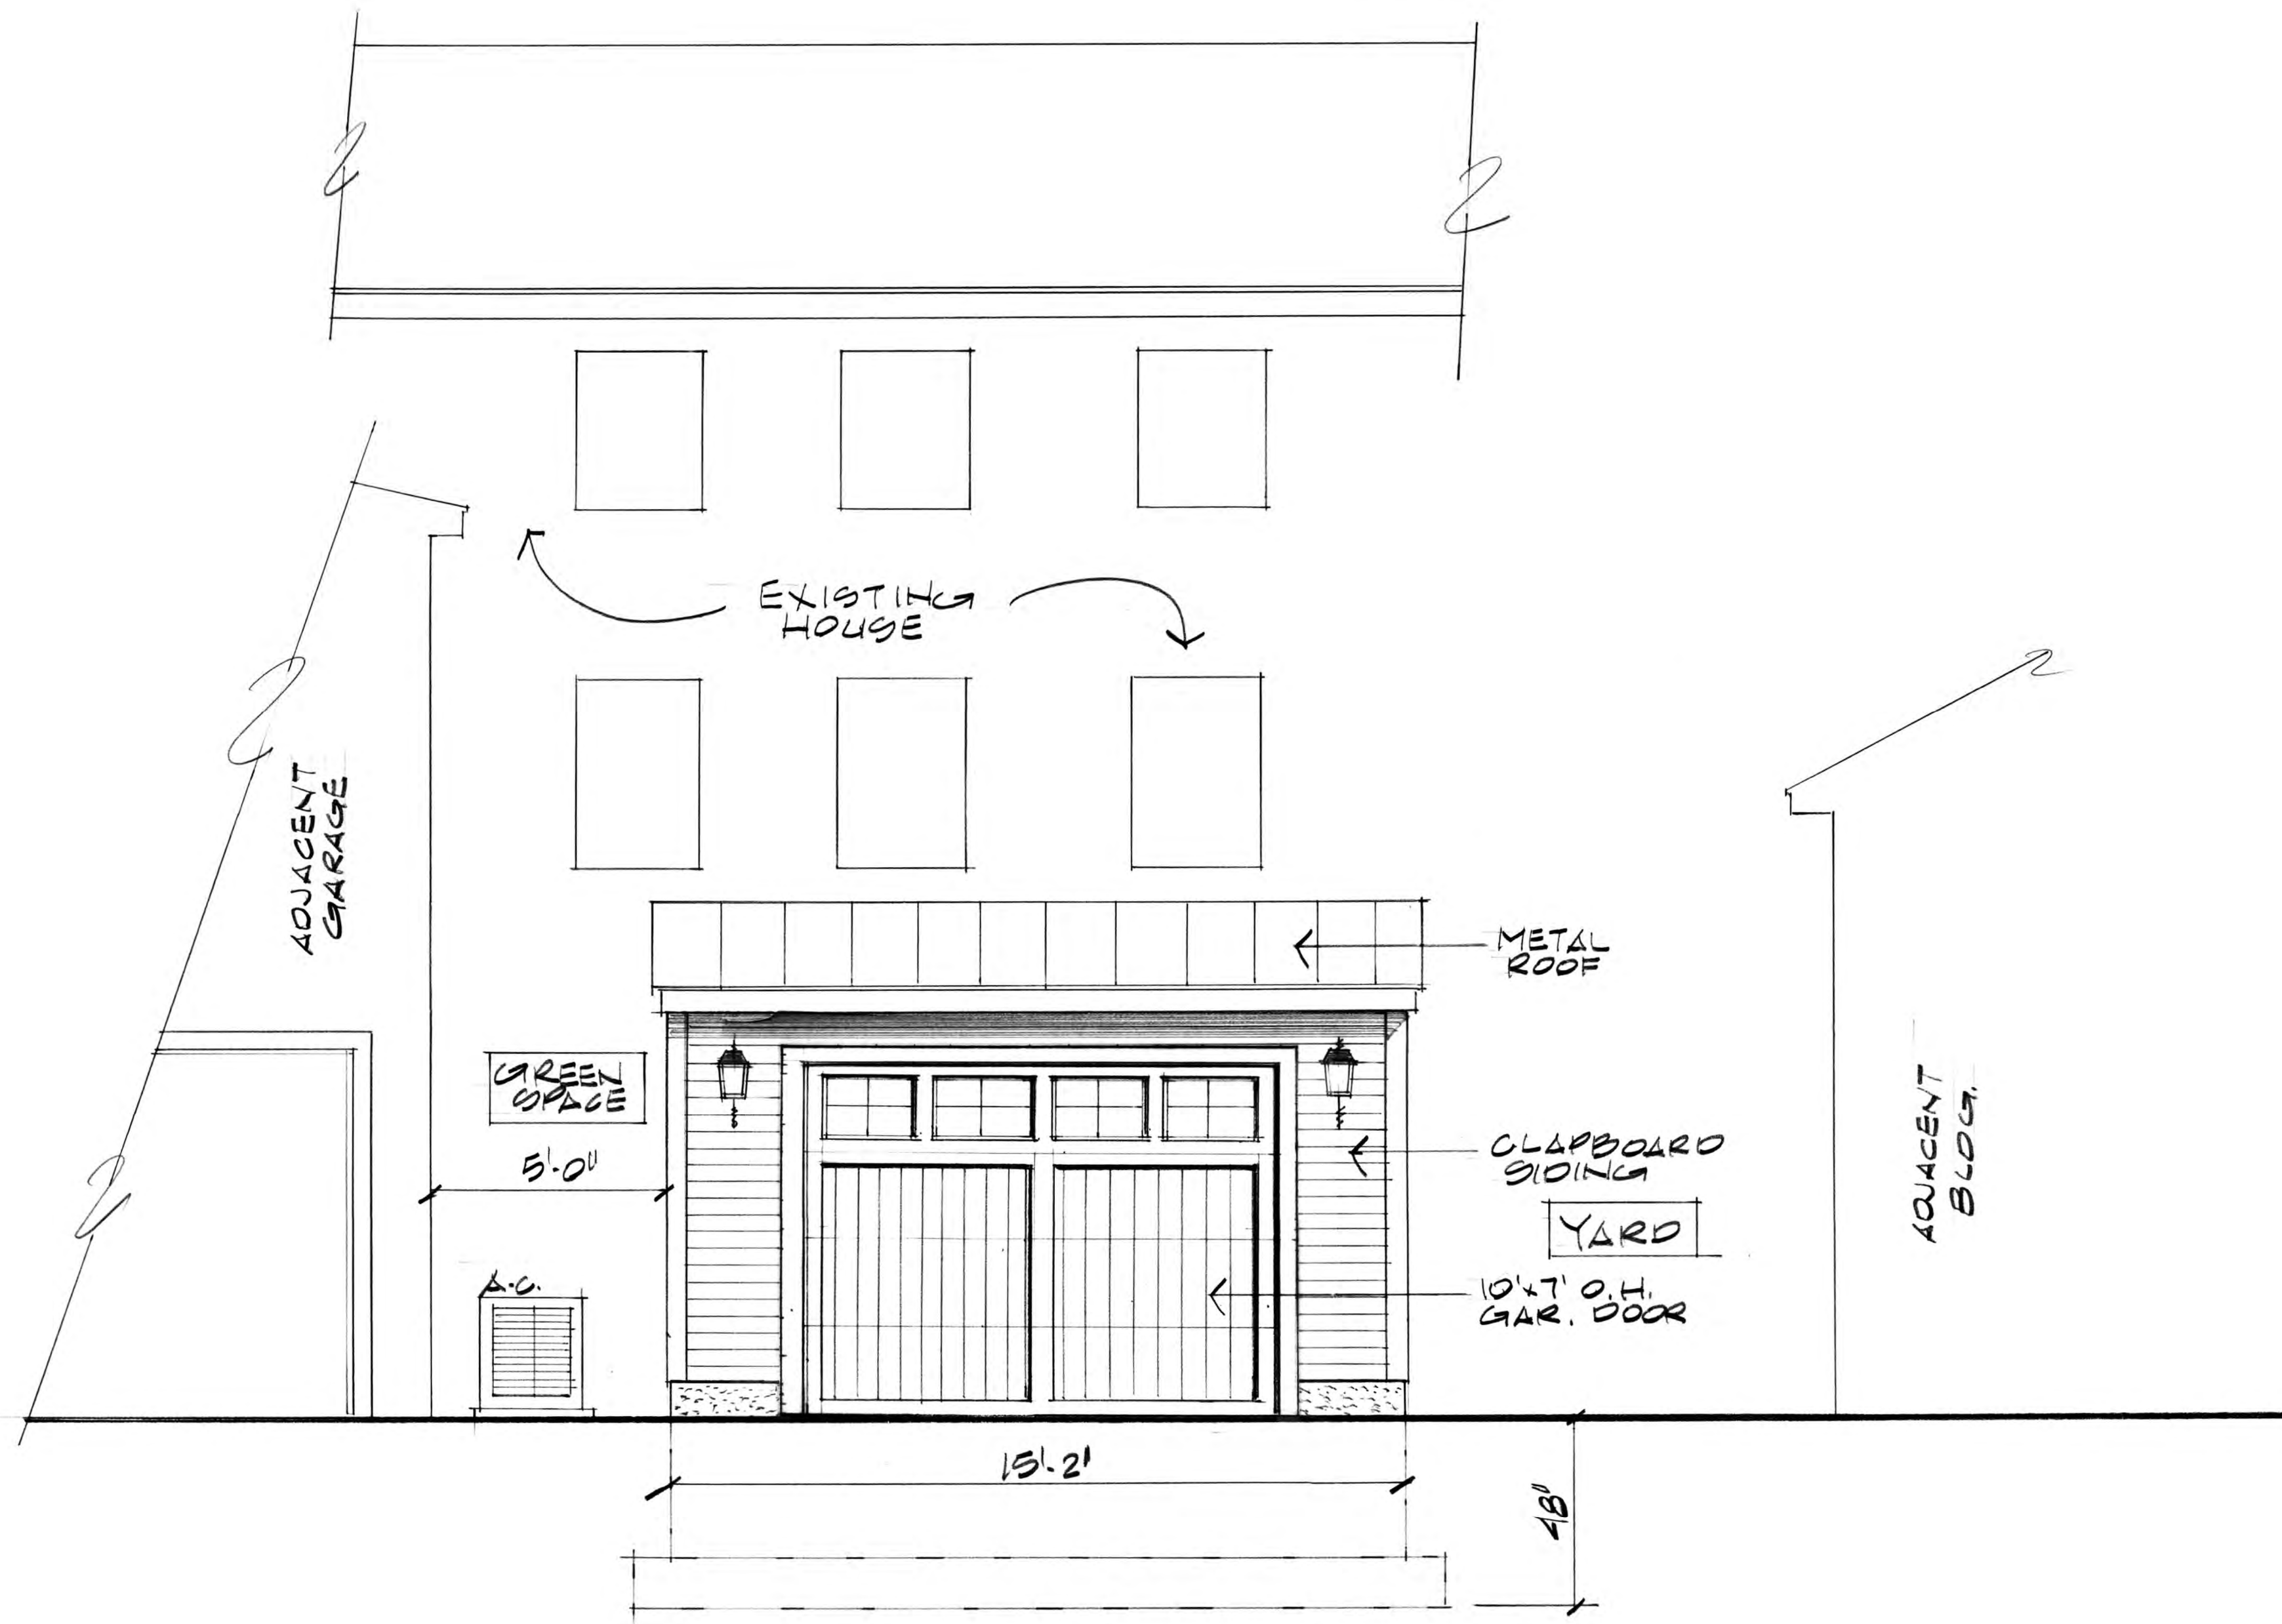 EXISTING
HOUSE
ADJACENT
GARAGE
METAL
ROOF
GREEN
SPACE
5'-0"
CLAPBOARD
SIDING
YARD
ADJACENT
BLDG.
A.C.
10'x7' O.H.
GAR. DOOR
15'-2"
48"